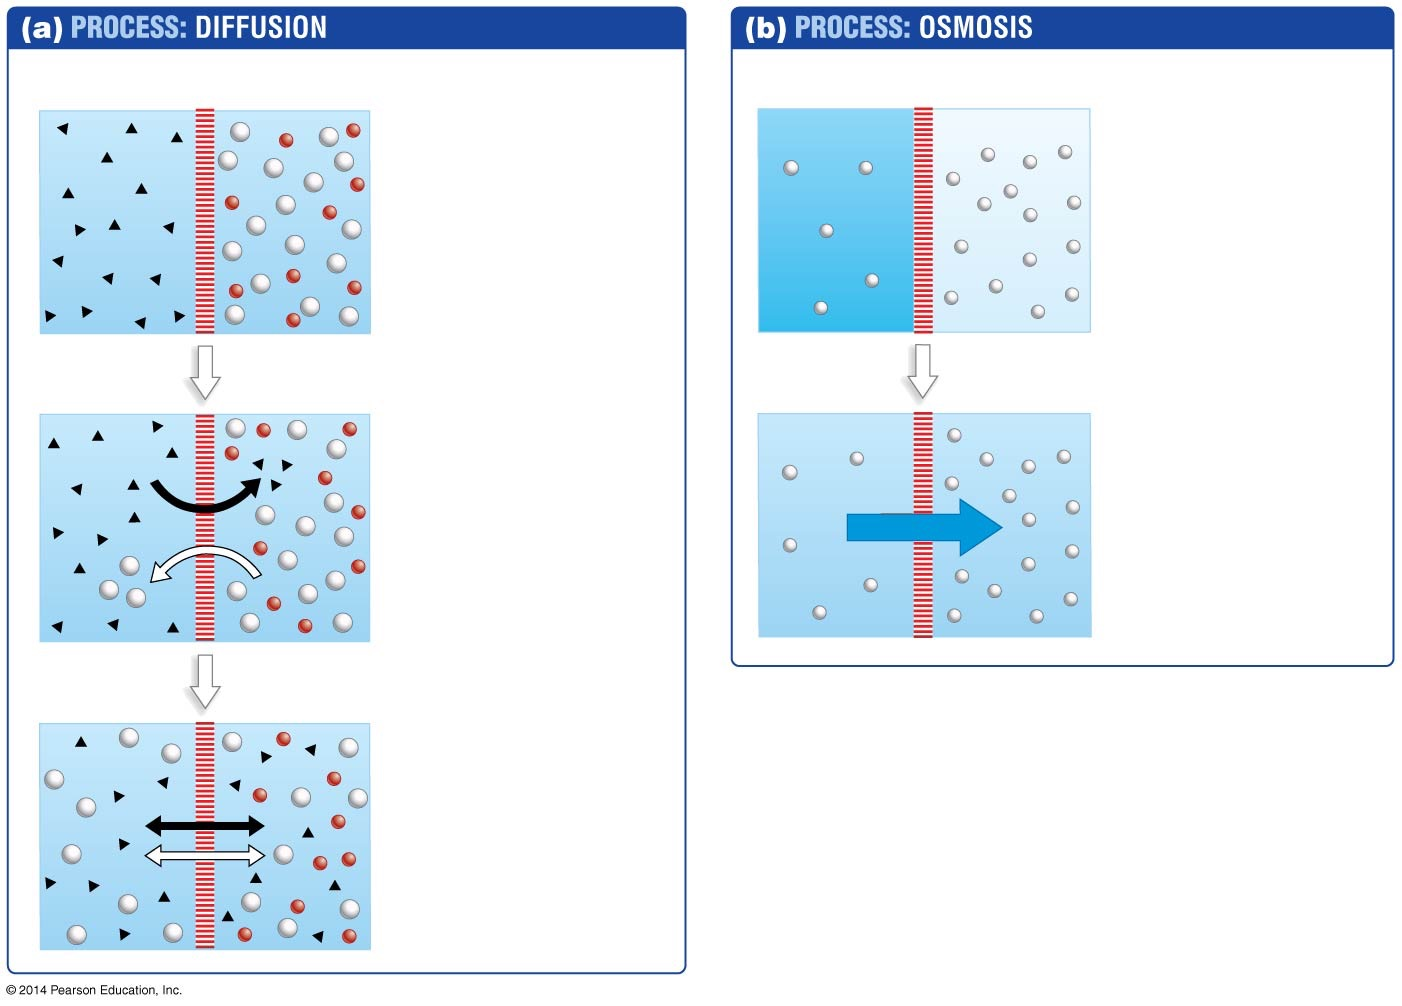 (a) PROCESS: DIFFUSION
(b) PROCESS: OSMOSIS
© 2014 Pearson Education, Inc.